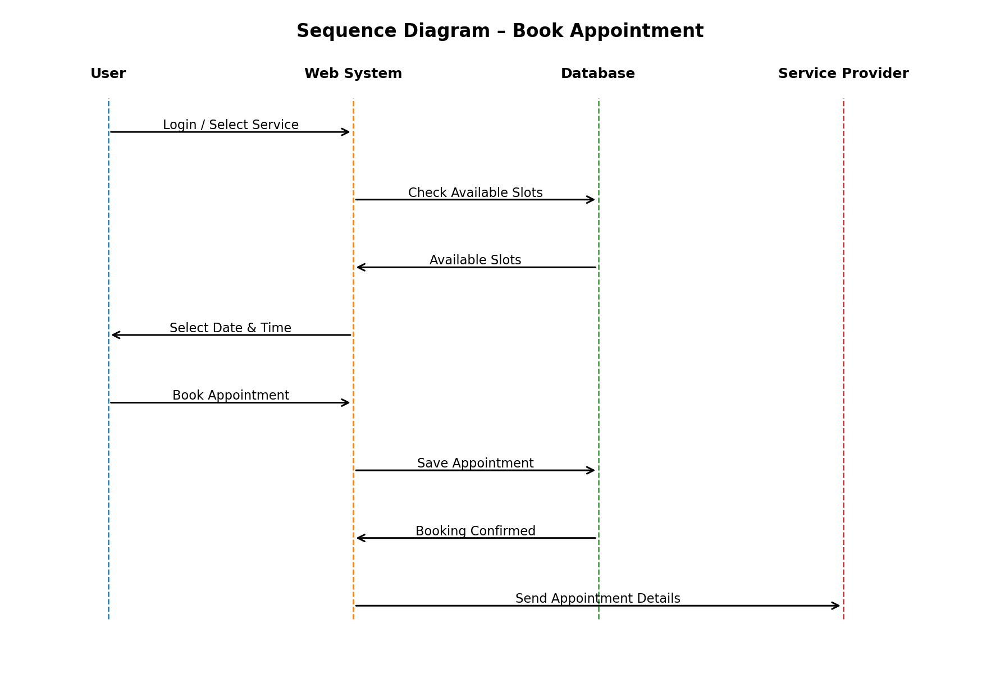 Sequence Diagram – Book Appointment
User
Web System
Database
Service Provider
Login / Select Service
Check Available Slots
Available Slots
Select Date & Time
Book Appointment
Save Appointment
Booking Confirmed
Send Appointment Details